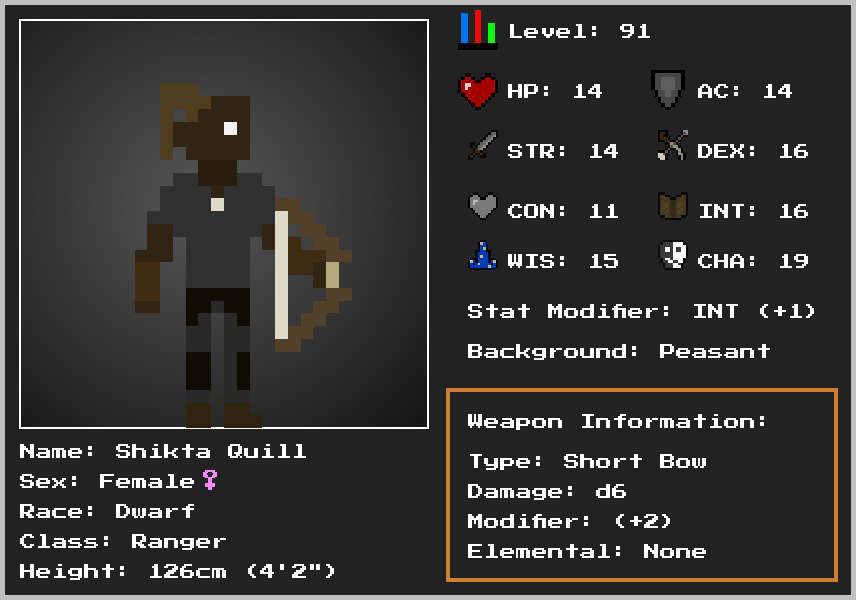 Level: 91
HP: 14 AC: 14
STR: 14 DEX: 16
CON: 11 INT: 16
WIS: 15 CHA: 19
Stat Modifier: INT (+1)
Background: Peasant
Weapon Information:
Type: Short Bow
Damage: d6
Modifier: (+2)
Elemental: None
Name: Shikta Quill
Sex: Female♀
Race: Dwarf
Class: Ranger
Height: 126cm (4'2")